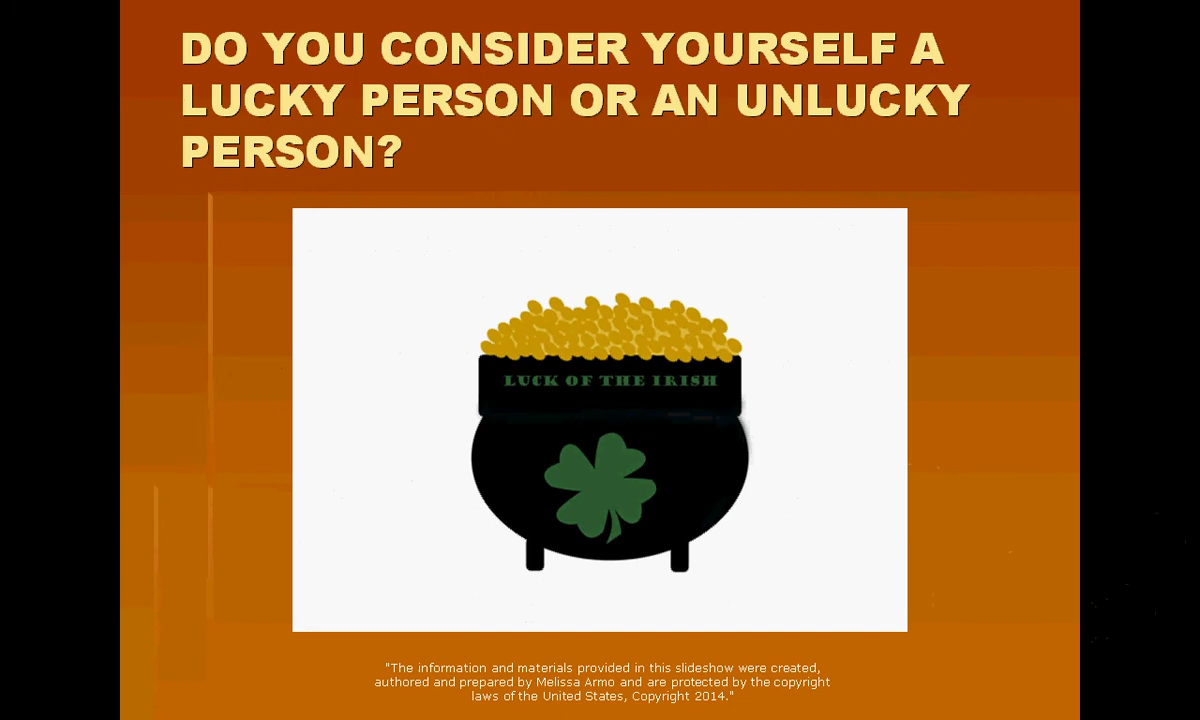 DO YOU CONSIDER YOURSELF A
LUCKY PERSON OR AN UNLUCKY
PERSON?
LUCK OF THE IRISH
"The information and materials provided in this slideshow were created,
authored and prepared by Melissa Armo and are protected by the copyright
laws of the United States, Copyright 2014."